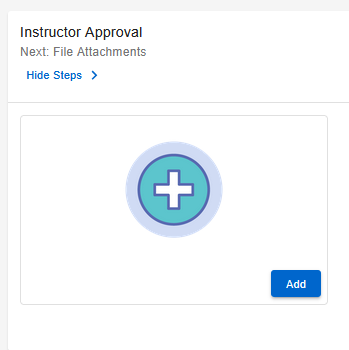 Instructor Approval
Next: File Attachments
Hide Steps
Add